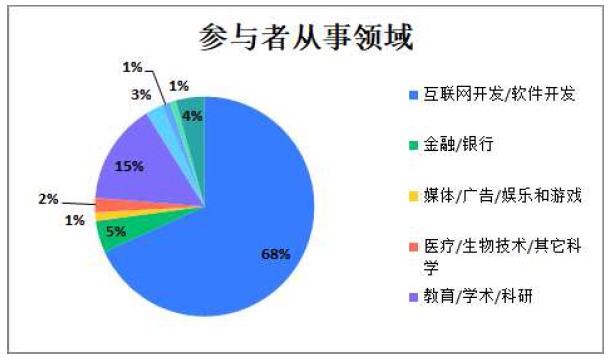 参与者从事领域
1%
1%
3%
4%
15%
2%
1%
5%
68%
互联网开发/软件开发
金融/银行
媒体/广告/娱乐和游戏
医疗/生物技术/其它科
学
教育/学术/科研